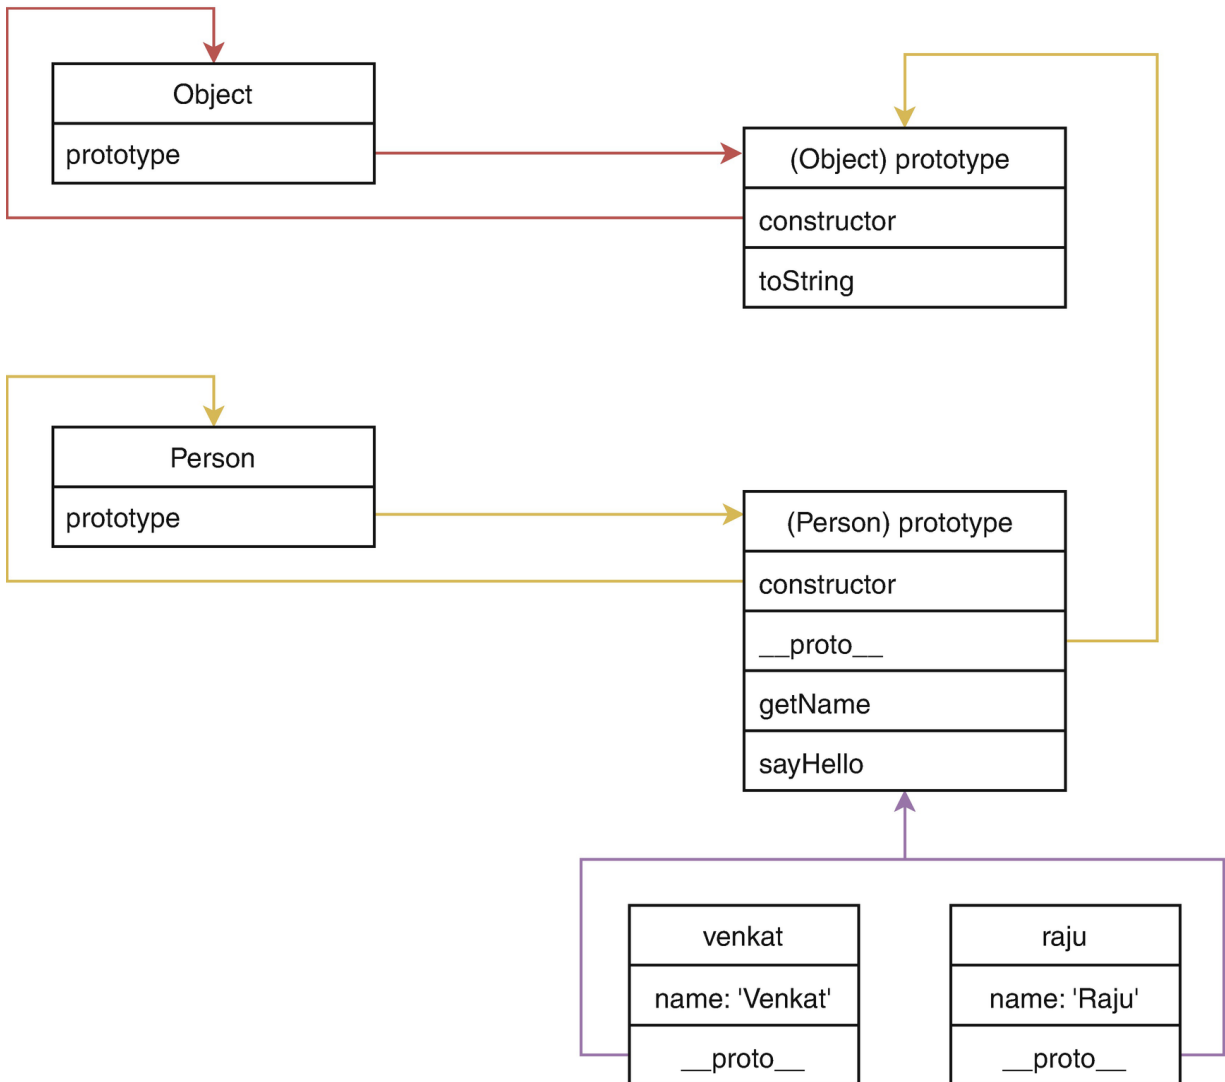 Object
prototype
(Object) prototype
constructor
toString
Person
prototype
(Person) prototype
constructor
__proto__
getName
sayHello
venkat
name: 'Venkat'
__proto__
raju
name: 'Raju'
__proto__